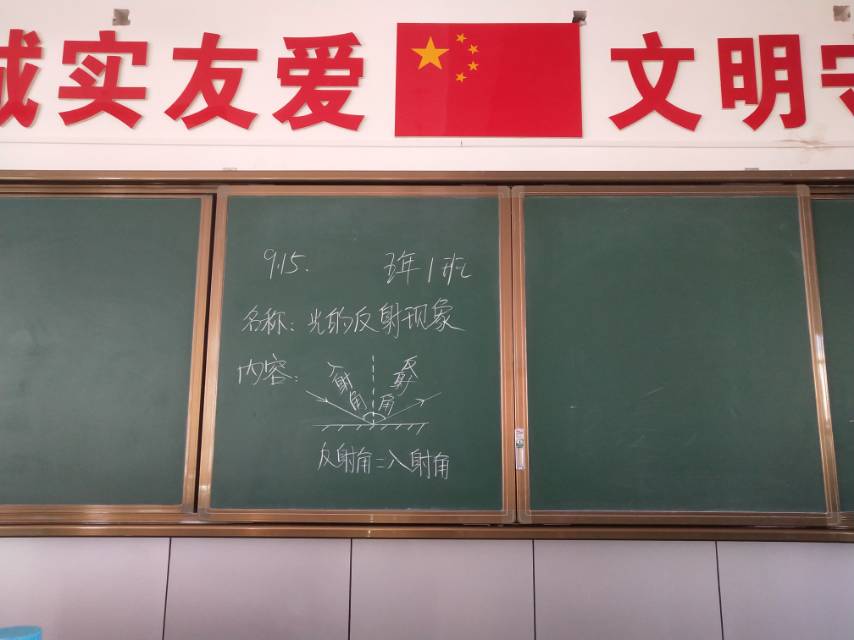 诚实友爱 文明守
9.15. 五年1班
名称:光的反射现象
内容:
入射角 反射角
反射角=入射角